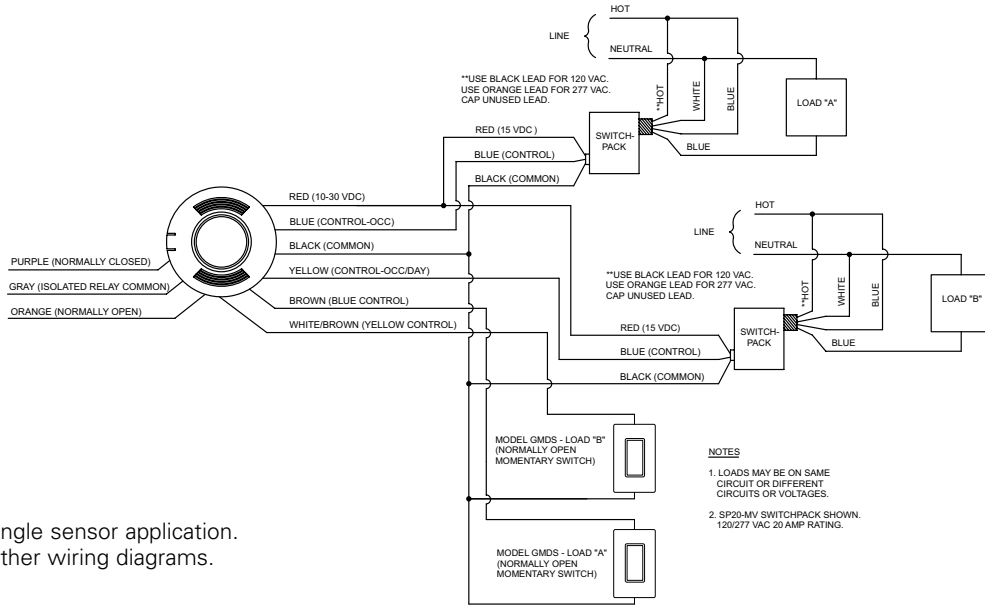 HOT
LINE
NEUTRAL
**USE BLACK LEAD FOR 120 VAC.
USE ORANGE LEAD FOR 277 VAC.
CAP UNUSED LEAD.
**HOT
WHITE
BLUE
LOAD "A"
RED (15 VDC )
SWITCH-
PACK
BLUE (CONTROL)
BLUE
BLACK (COMMON)
RED (10-30 VDC)
BLUE (CONTROL-OCC)
BLACK (COMMON)
YELLOW (CONTROL-OCC/DAY)
BROWN (BLUE CONTROL)
WHITE/BROWN (YELLOW CONTROL)
PURPLE (NORMALLY CLOSED)
GRAY (ISOLATED RELAY COMMON)
ORANGE (NORMALLY OPEN)
HOT
LINE
NEUTRAL
**USE BLACK LEAD FOR 120 VAC.
USE ORANGE LEAD FOR 277 VAC.
CAP UNUSED LEAD.
**HOT
WHITE
BLUE
LOAD "B"
RED (15 VDC)
SWITCH-
PACK
BLUE (CONTROL)
BLUE
BLACK (COMMON)
MODEL GMDS - LOAD "B"
(NORMALLY OPEN
MOMENTARY SWITCH)
NOTES
1. LOADS MAY BE ON SAME
CIRCUIT OR DIFFERENT
CIRCUITS OR VOLTAGES.
2. SP20-MV SWITCHPACK SHOWN.
120/277 VAC 20 AMP RATING.
MODEL GMDS - LOAD "A"
(NORMALLY OPEN
MOMENTARY SWITCH)
ngle sensor application.
ther wiring diagrams.